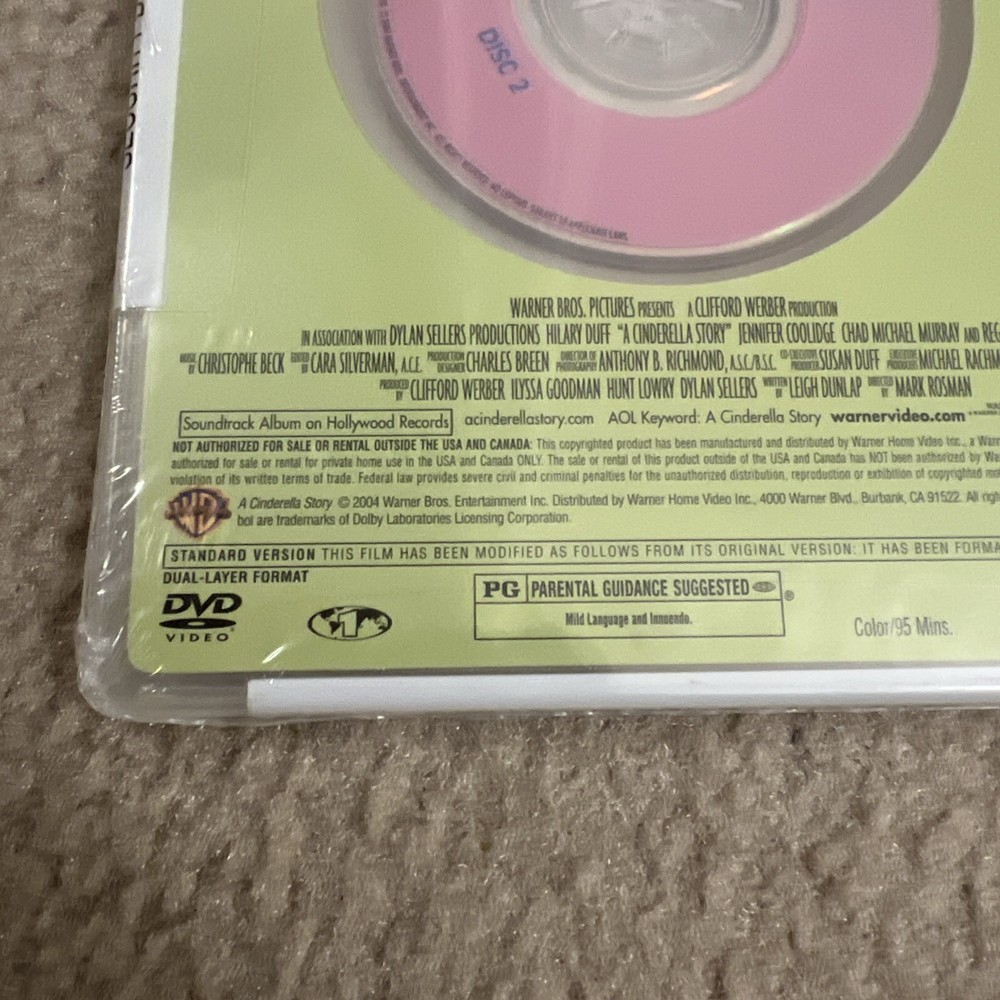 DISC 2
WARNER BROS. PICTURES PRESENTS A CLIFFORD WERBER PRODUCTION
IN ASSOCIATION WITH DYLAN SELLERS PRODUCTIONS HILARY DUFF "A CINDERELLA STORY" JENNIFER COOLIDGE CHAD MICHAEL MURRAY AND REG
MUSIC BY CHRISTOPHE BECK EDITED BY CARA SILVERMAN, A.C.E. PRODUCTION DESIGNER CHARLES BREEN DIRECTOR OF PHOTOGRAPHY ANTHONY B. RICHMOND, A.S.C./B.S.C. CO-EXECUTIVE PRODUCER SUSAN DUFF EXECUTIVE PRODUCERS MICHAEL RACHM
PRODUCED BY CLIFFORD WERBER ILYSSA GOODMAN HUNT LOWRY DYLAN SELLERS WRITTEN BY LEIGH DUNLAP DIRECTED BY MARK ROSMAN
Soundtrack Album on Hollywood Records acinderellastory.com AOL Keyword: A Cinderella Story warnervideo.com
NOT AUTHORIZED FOR SALE OR RENTAL OUTSIDE THE USA AND CANADA: This copyrighted product has been manufactured and distributed by Warner Home Video Inc., a Warn
authorized for sale or rental for private home use in the USA and Canada ONLY. The sale or rental of this product outside of the USA and Canada has NOT been authorized by Wa
violation of its written terms of trade. Federal law provides severe civil and criminal penalties for the unauthorized distribution, reproduction or exhibition of copyrighted
WB
A Cinderella Story © 2004 Warner Bros. Entertainment Inc. Distributed by Warner Home Video Inc., 4000 Warner Blvd., Burbank, CA 91522. All righ
bol are trademarks of Dolby Laboratories Licensing Corporation.
STANDARD VERSION THIS FILM HAS BEEN MODIFIED AS FOLLOWS FROM ITS ORIGINAL VERSION: IT HAS BEEN FORMA
DUAL-LAYER FORMAT
DVD
VIDEO
1
PG PARENTAL GUIDANCE SUGGESTED ®
Mild Language and Innuendo.
Color/95 Mins.